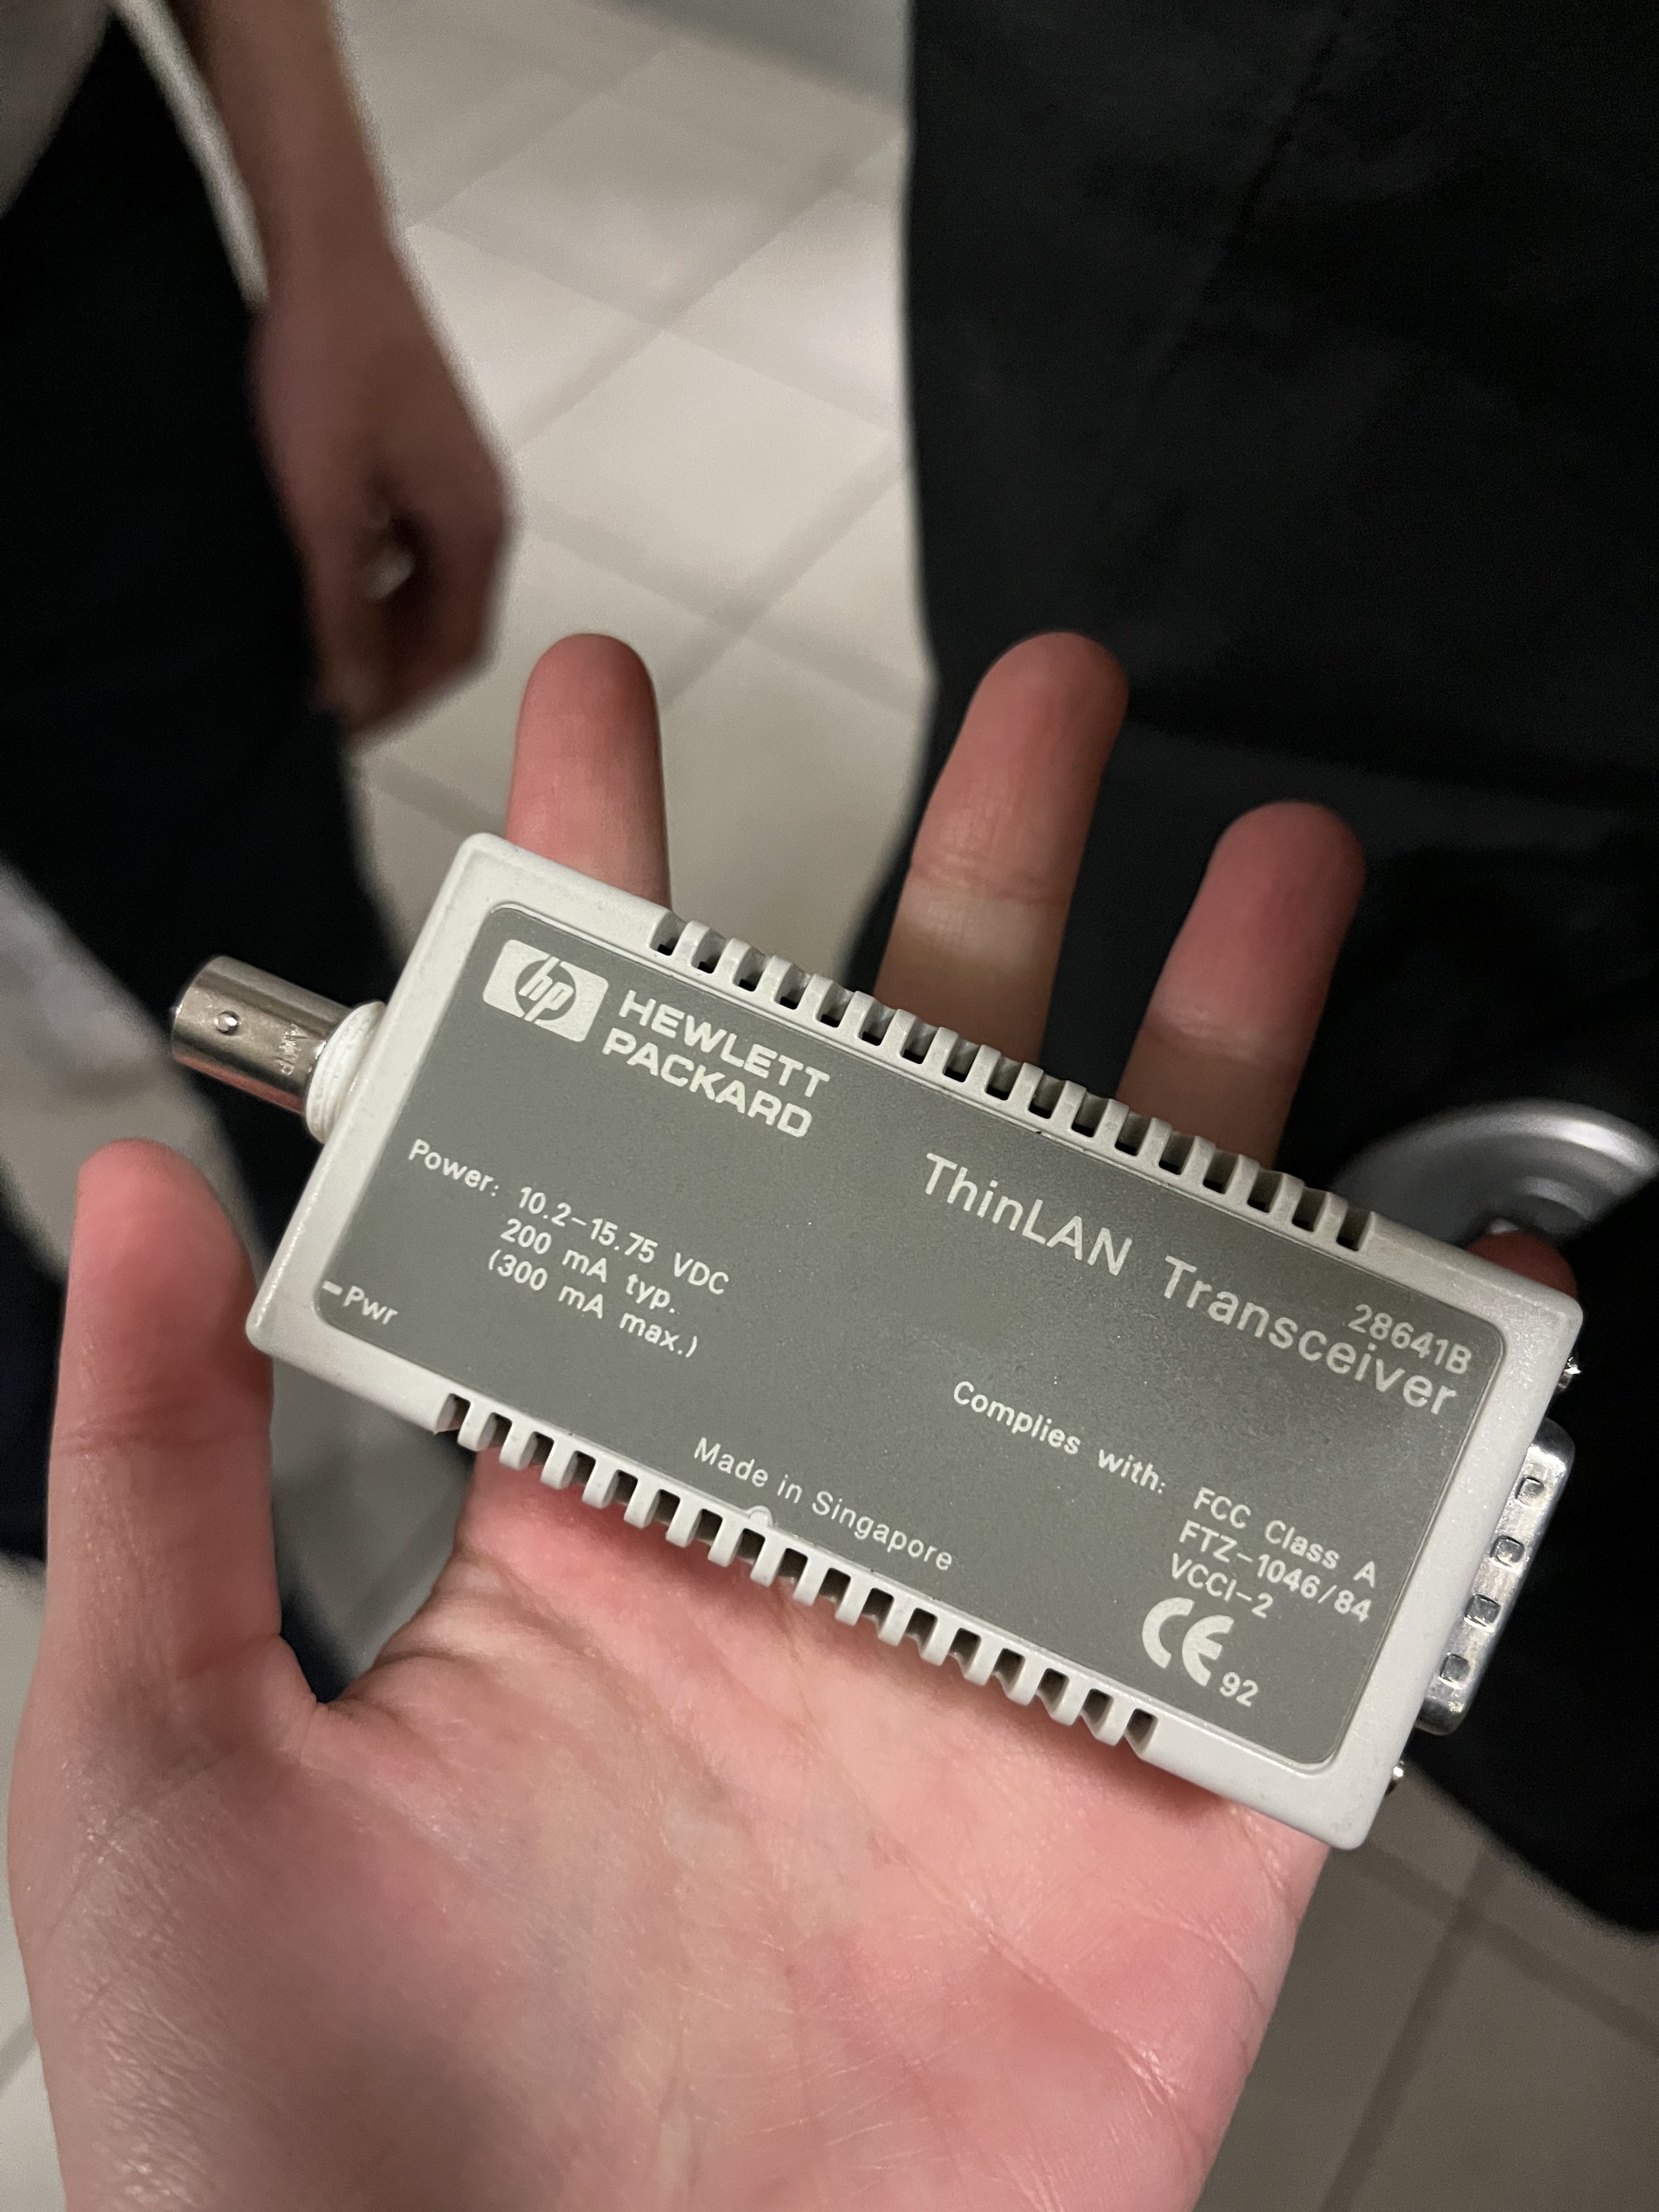 hp
HEWLETT
PACKARD
28641B
ThinLAN Transceiver
Power: 10.2-15.75 VDC
200 mA typ.
(300 mA max.)
Pwr
Complies with: FCC Class A
FTZ-1046/84
VCCI-2
CE 92
Made in Singapore
AMP